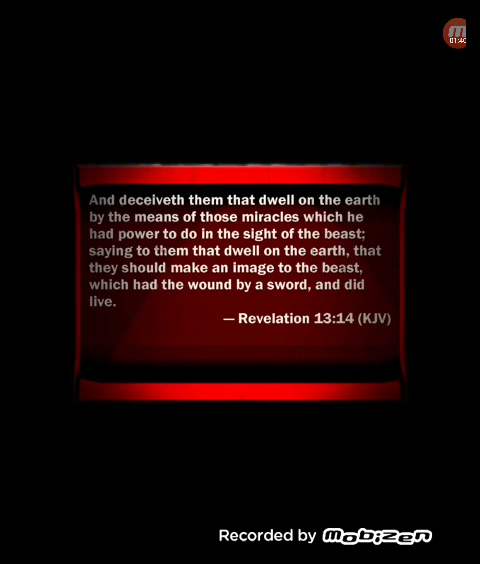 01:40
And deceiveth them that dwell on the earth
by the means of those miracles which he
had power to do in the sight of the beast;
saying to them that dwell on the earth, that
they should make an image to the beast,
which had the wound by a sword, and did
live.
— Revelation 13:14 (KJV)
Recorded by mobizen